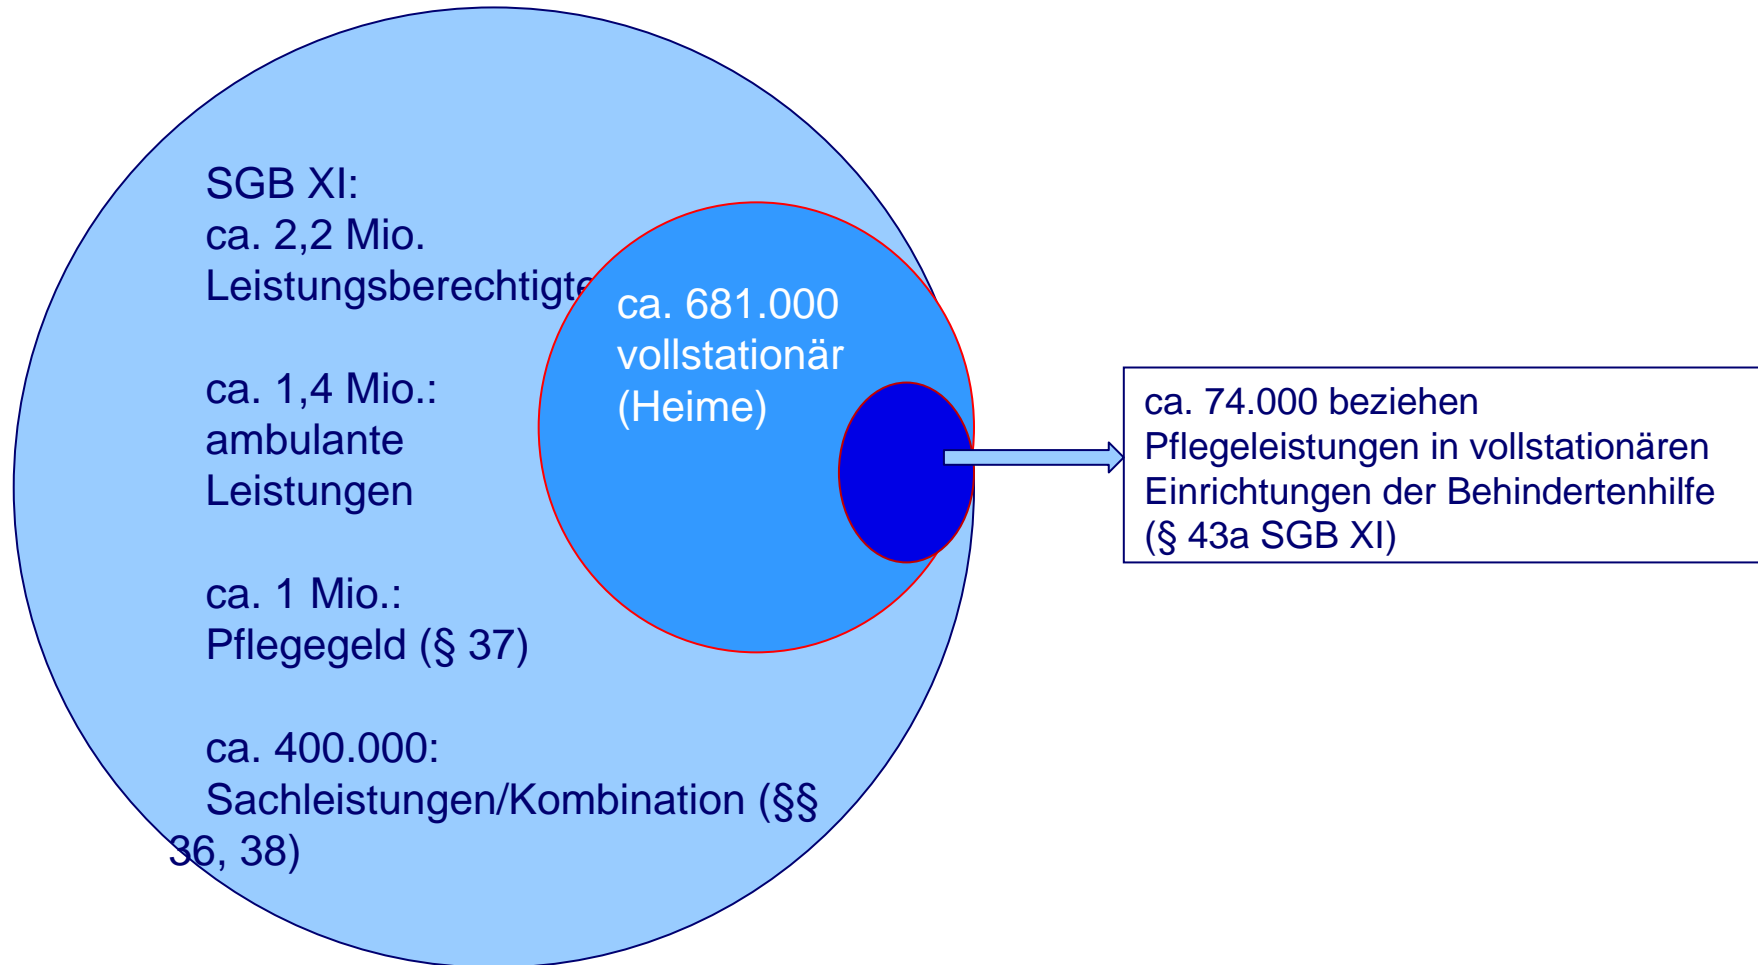 SGB XI:
ca. 2,2 Mio.
Leistungsberechtigte
ca. 1,4 Mio.:
ambulante
Leistungen
ca. 1 Mio.:
Pflegegeld (§ 37)
ca. 400.000:
Sachleistungen/Kombination (§§
36, 38)
ca. 681.000
vollstationär
(Heime)
ca. 74.000 beziehen
Pflegeleistungen in vollstationären
Einrichtungen der Behindertenhilfe
(§ 43a SGB XI)